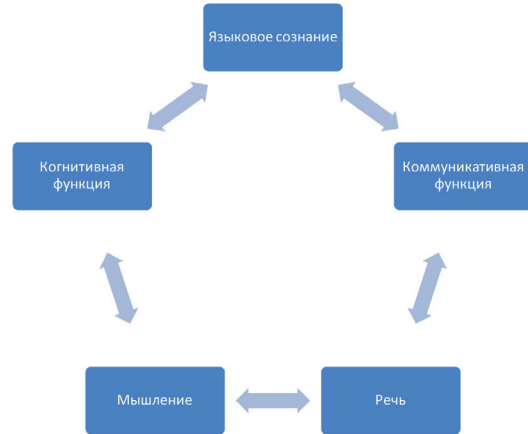 Языковое сознание
Когнитивная
функция
Коммуникативная
функция
Мышление
Речь